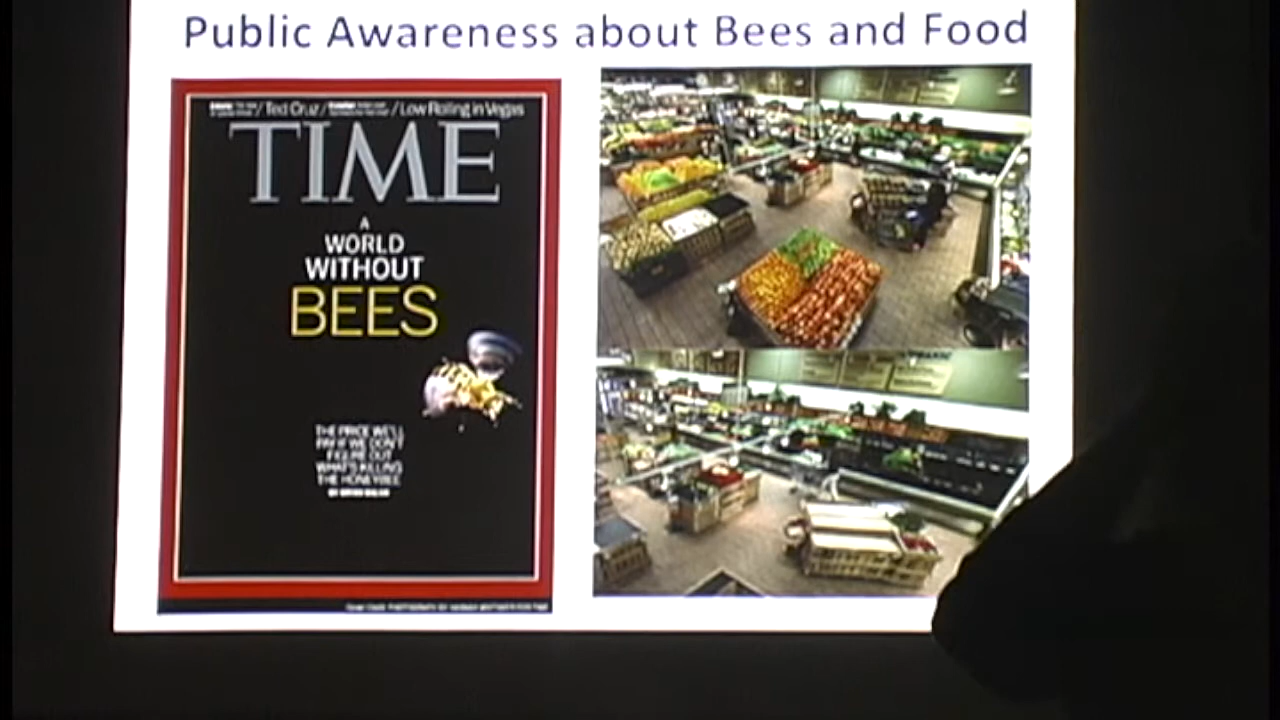 Public Awareness about Bees and Food
/ Ted Cruz / / Low Rolling in Vegas
TIME
A
WORLD
WITHOUT
BEES
THE PRICE WE'LL
PAY IF WE DON'T
FIGURE OUT
WHAT'S KILLING
THE HONEYBEE